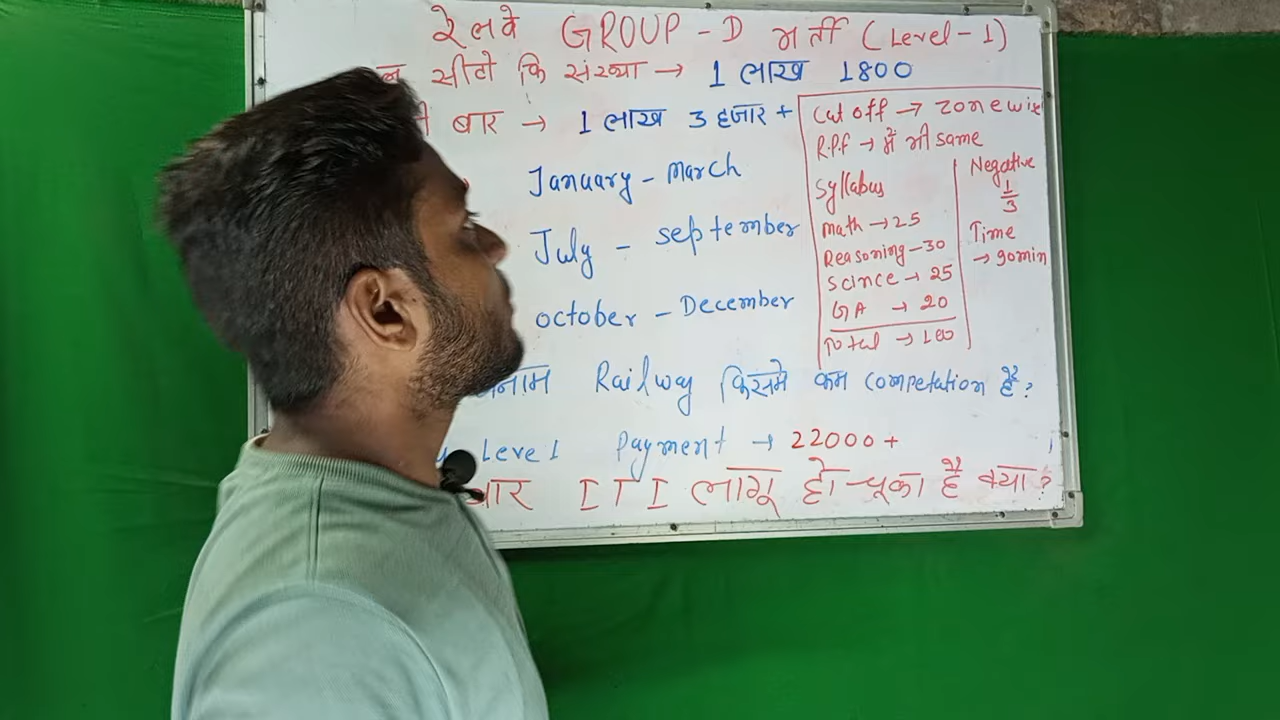 रेलवे GROUP-D भर्ती (Level-1)
सीटो कि संख्या → 1 लाख 1800
बार → 1 लाख 3 हजार +
January - March
July - september
october - December
Cut off → zone wise
R.P.f → में भी same
Syllabus
math → 25
Reasoning - 30
Scince → 25
GA → 20
Total → 100
Negative
1/3
Time
→ 90min
Railway किसमे कम competation है?
Level 1 Payment → 22000 +
बार ITI लागू हो चूका है क्या?